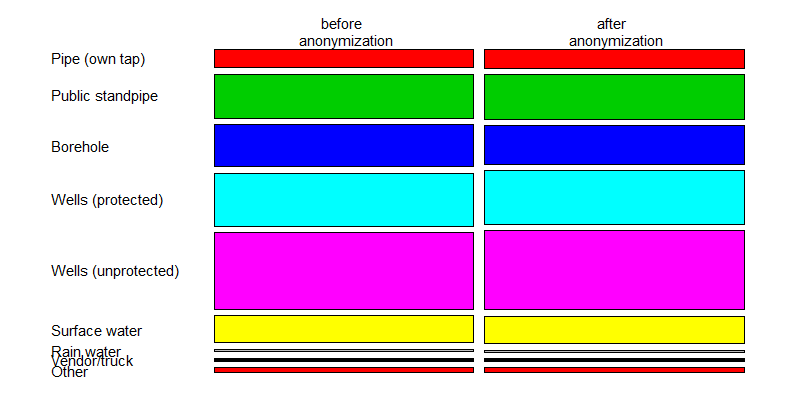 before
anonymization
after
anonymization
Pipe (own tap)
Public standpipe
Borehole
Wells (protected)
Wells (unprotected)
Surface water
Rain water
Vendor/truck
Other